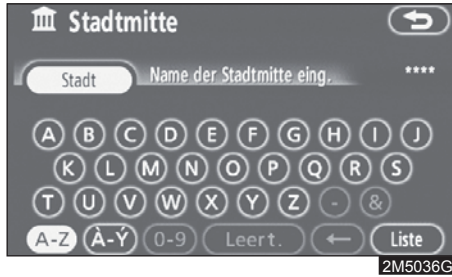 Stadtmitte
Stadt Name der Stadtmitte eing. ****
A B C D E F G H I J
K L M N O P Q R S
T U V W X Y Z - &
A-Z À-Ý 0-9 Leert. ← Liste
2M5036G